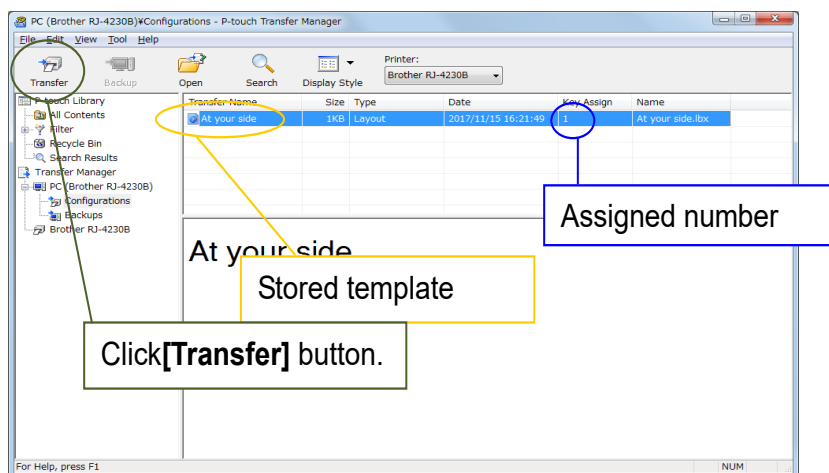 PC (Brother RJ-4230B)¥Configurations - P-touch Transfer Manager
File Edit View Tool Help
Transfer Backup Open Search Display Style
Printer:
Brother RJ-4230B
P-touch Library
All Contents
Filter
Recycle Bin
Search Results
Transfer Manager
PC (Brother RJ-4230B)
Configurations
Backups
Brother RJ-4230B
Transfer Name Size Type Date Key Assign Name
At your side 1KB Layout 2017/11/15 16:21:49 1 At your side.lbx
Assigned number
At your side
Stored template
Click[Transfer] button.
For Help, press F1 NUM